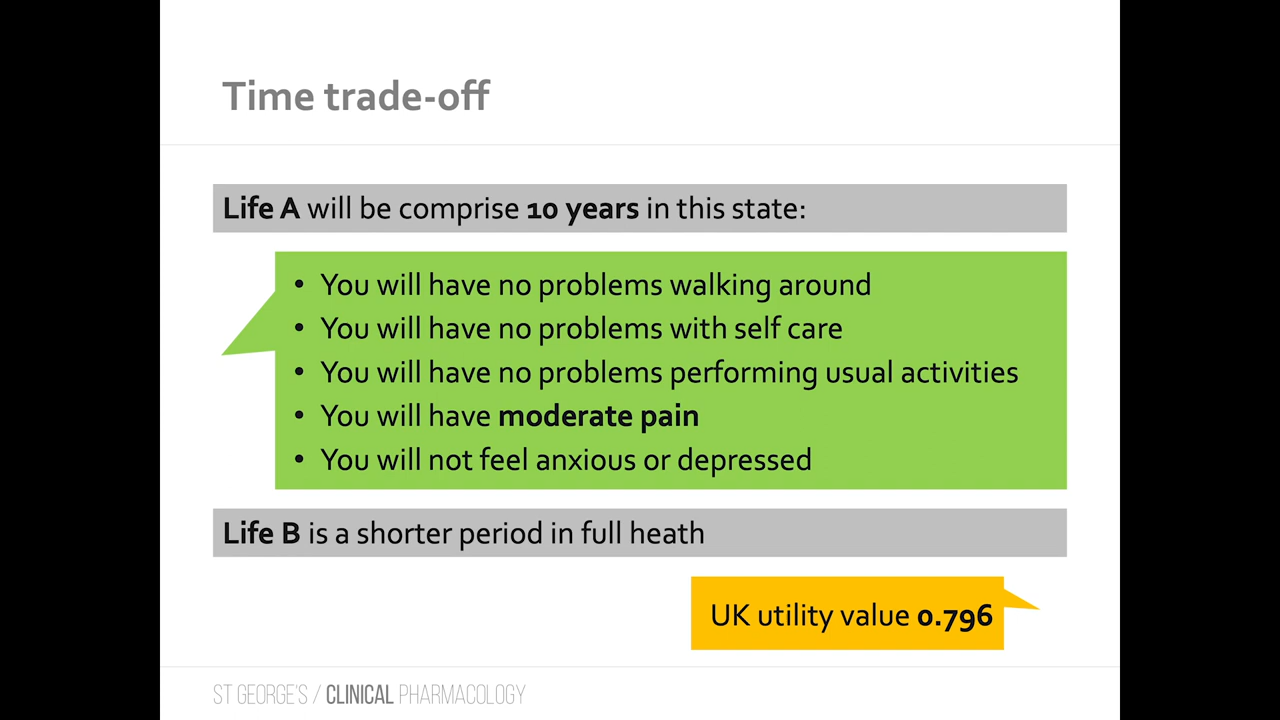 Time trade-off
Life A will be comprise 10 years in this state:
• You will have no problems walking around
• You will have no problems with self care
• You will have no problems performing usual activities
• You will have moderate pain
• You will not feel anxious or depressed
Life B is a shorter period in full heath
UK utility value 0.796
ST GEORGE'S / CLINICAL PHARMACOLOGY